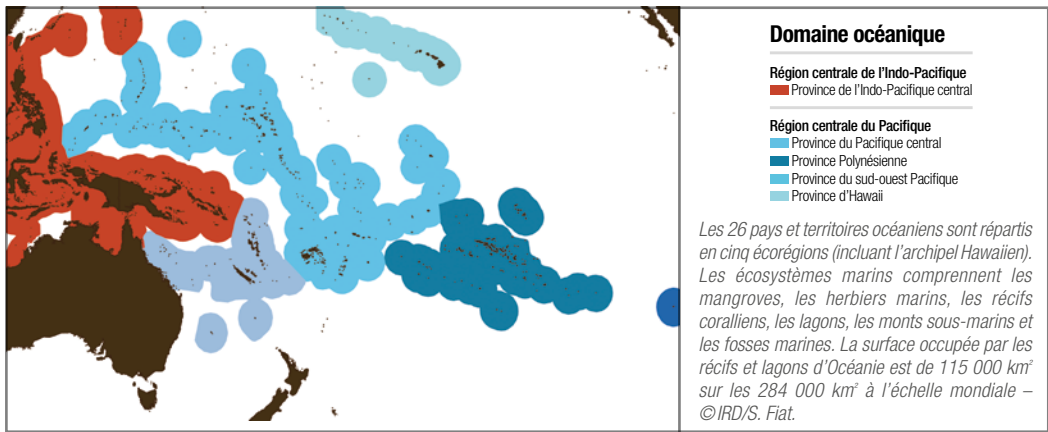 Domaine océanique
Région centrale de l’Indo-Pacifique
Province de l’Indo-Pacifique central
Région centrale du Pacifique
Province du Pacifique central
Province Polynésienne
Province du sud-ouest Pacifique
Province d’Hawaii
Les 26 pays et territoires océaniens sont répartis
en cinq écorégions (incluant l’archipel Hawaiien).
Les écosystèmes marins comprennent les
mangroves, les herbiers marins, les récifs
coralliens, les lagons, les monts sous-marins et
les fosses marines. La surface occupée par les
récifs et lagons d’Océanie est de 115 000 km²
sur les 284 000 km² à l’échelle mondiale –
© IRD/S. Fiat.